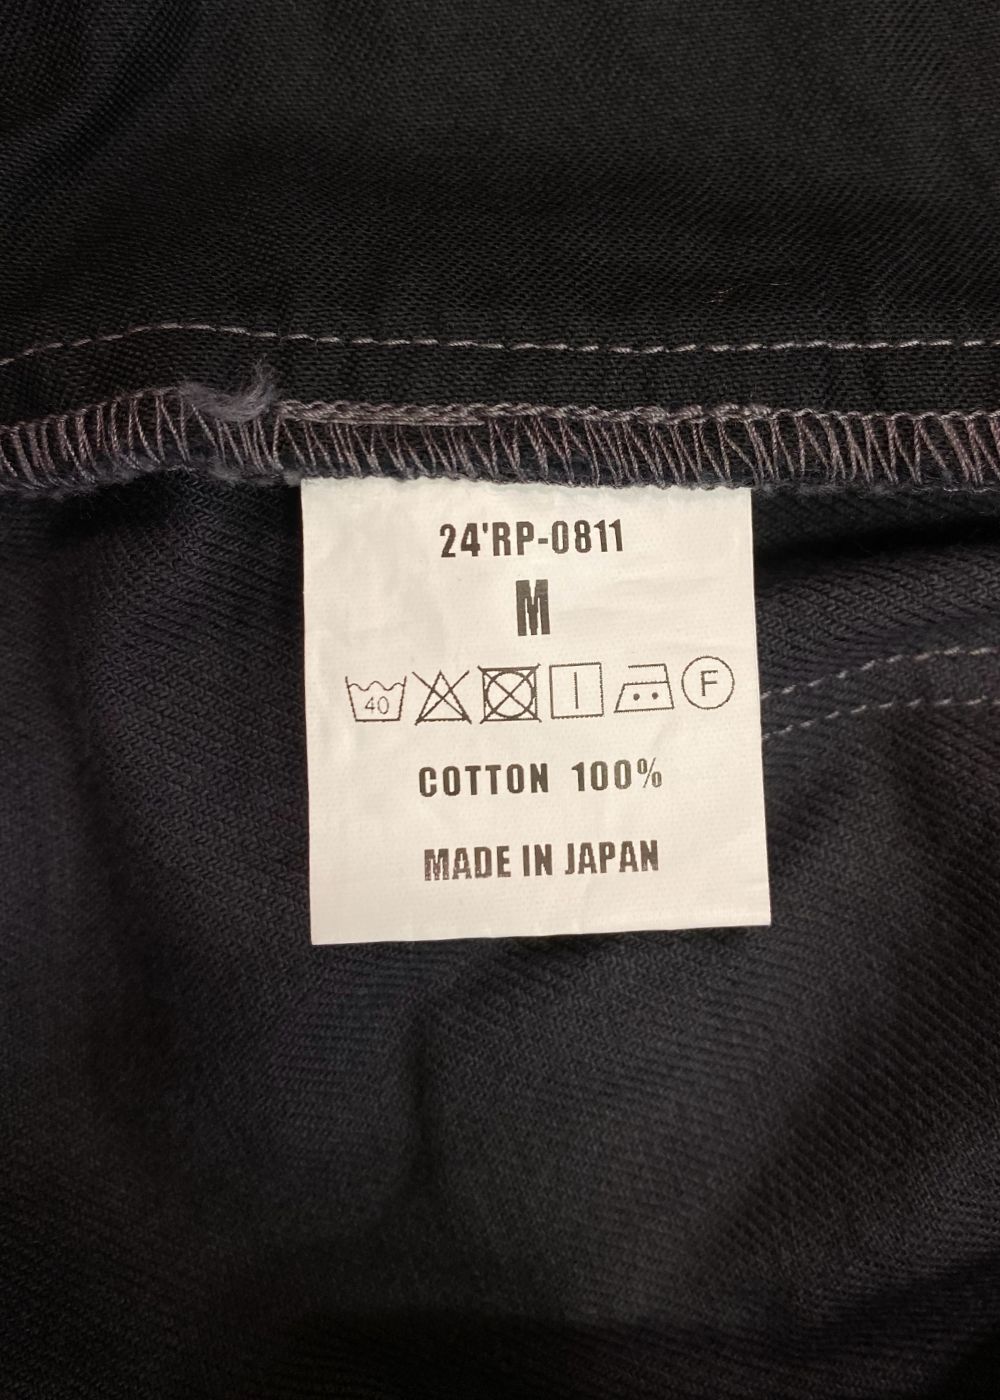 24'RP-0811
M
40 F
COTTON 100%
MADE IN JAPAN